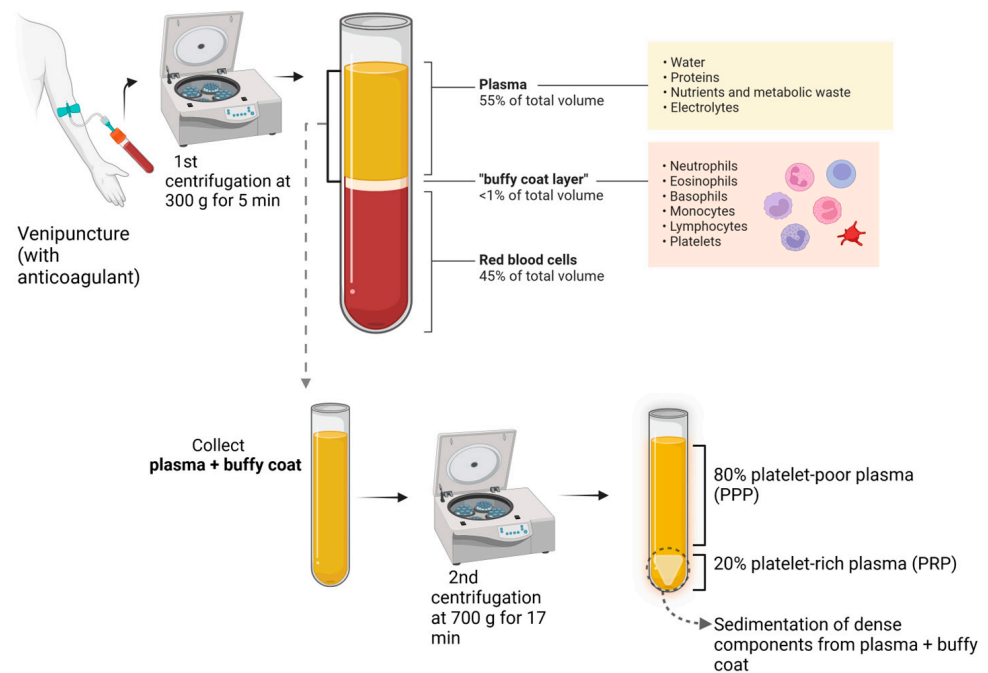 Venipuncture
(with
anticoagulant)
1st
centrifugation at
300 g for 5 min
Plasma
55% of total volume
• Water
• Proteins
• Nutrients and metabolic waste
• Electrolytes
"buffy coat layer"
<1% of total volume
• Neutrophils
• Eosinophils
• Basophils
• Monocytes
• Lymphocytes
• Platelets
Red blood cells
45% of total volume
Collect
plasma + buffy coat
2nd
centrifugation
at 700 g for 17
min
80% platelet-poor plasma
(PPP)
20% platelet-rich plasma (PRP)
Sedimentation of dense
components from plasma + buffy
coat